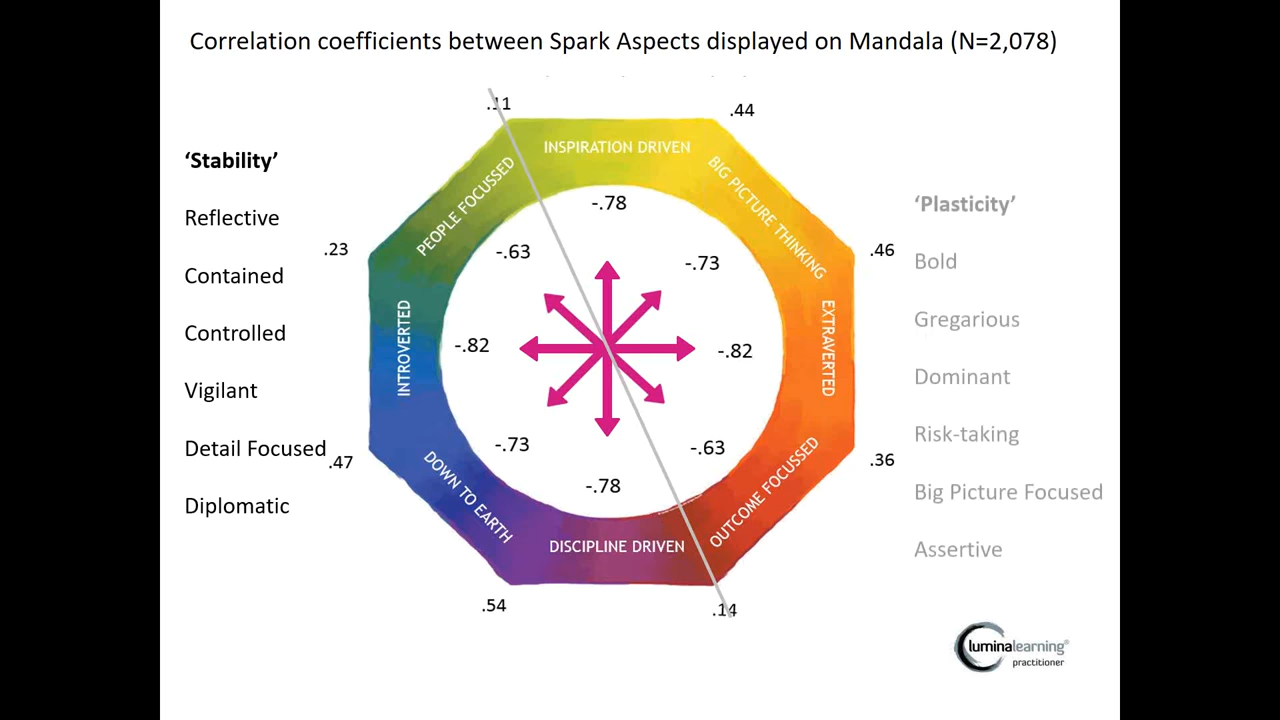 Correlation coefficients between Spark Aspects displayed on Mandala (N=2,078)
.11
.44
INSPIRATION DRIVEN
‘Stability’
PEOPLE FOCUSSED
BIG PICTURE THINKING
-.78
‘Plasticity’
Reflective
.23
-.63
-.73
.46
Bold
Contained
Gregarious
Controlled
INTROVERTED
-.82
-.82
EXTRAVERTED
Dominant
Vigilant
Risk-taking
Detail Focused
.47
-.73
-.63
.36
DOWN TO EARTH
OUTCOME FOCUSSED
Big Picture Focused
-.78
Diplomatic
DISCIPLINE DRIVEN
Assertive
.54
.14
luminalearning®
practitioner